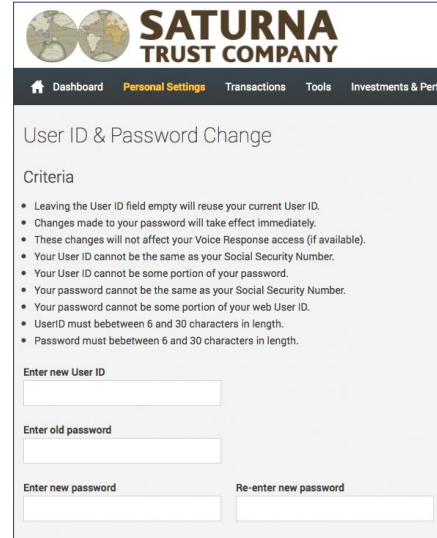 SATURNA
TRUST COMPANY
Dashboard Personal Settings Transactions Tools Investments &
User ID & Password Change
Criteria
Leaving the User ID field empty will reuse your current User ID.
Changes made to your password will take effect immediately.
These changes will not affect your Voice Response access (if available).
Your User ID cannot be the same as your Social Security Number.
Your User ID cannot be some portion of your password.
Your password cannot be the same as your Social Security Number.
Your password cannot be some portion of your web User ID.
UserID must bebetween 6 and 30 characters in length.
Password must bebetween 6 and 30 characters in length.
Enter new User ID
Enter old password
Enter new password Re-enter new password